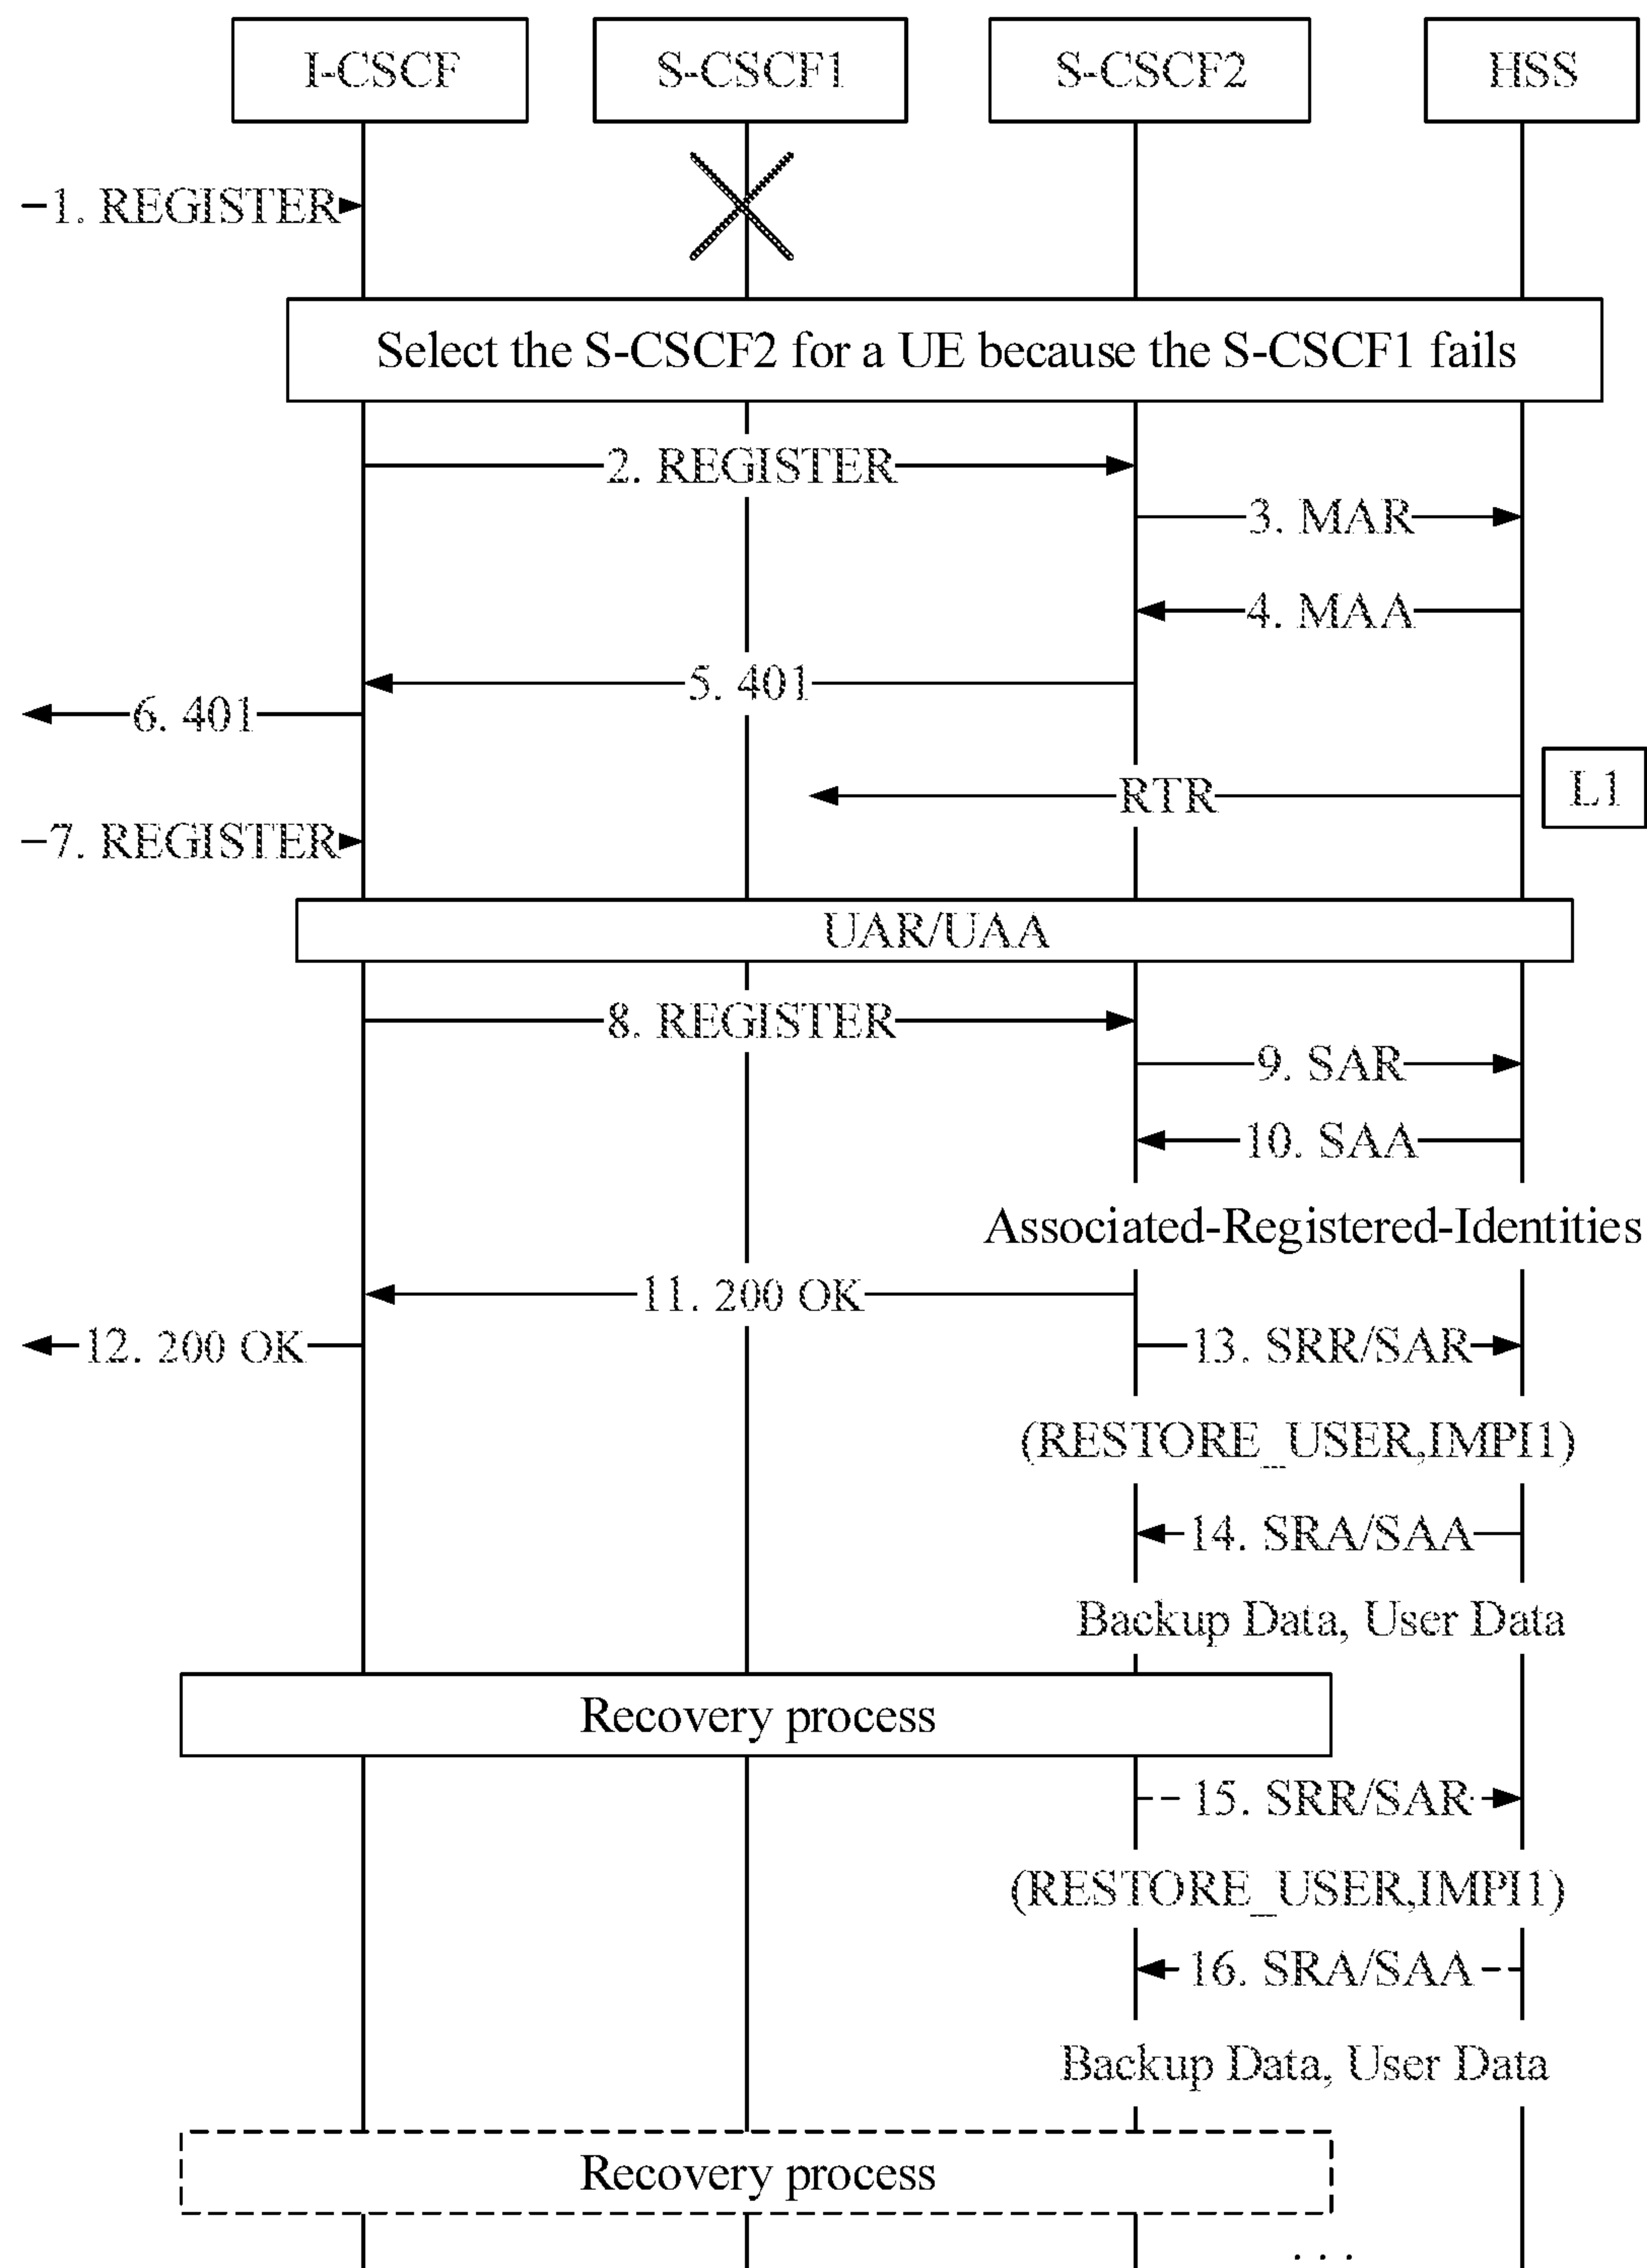 I-CSCF
S-CSCF1
S-CSCF2
HSS
1. REGISTER
Select the S-CSCF2 for a UE because the S-CSCF1 fails
2. REGISTER
3. MAR
4. MAA
5. 401
6. 401
RTR
L1
7. REGISTER
UAR/UAA
8. REGISTER
9. SAR
10. SAA
Associated-Registered-Identities
11. 200 OK
12. 200 OK
13. SRR/SAR
(RESTORE_USER,IMPI1)
14. SRA/SAA
Backup Data, User Data
Recovery process
15. SRR/SAR
(RESTORE_USER,IMPI1)
16. SRA/SAA
Backup Data, User Data
Recovery process
...